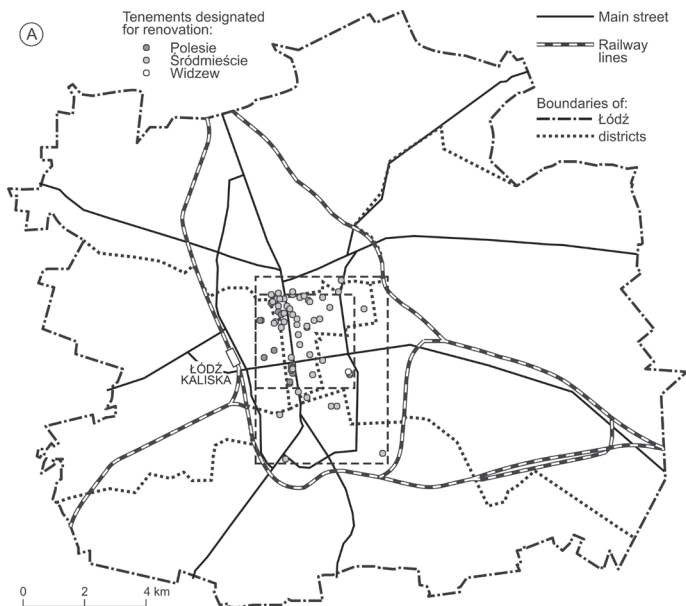 A
Tenements designated
for renovation:
Polesie
Śródmieście
Widzew
Main street
Railway
lines
Boundaries of:
Łódź
districts
ŁÓDŹ
KALISKA
0 2 4 km